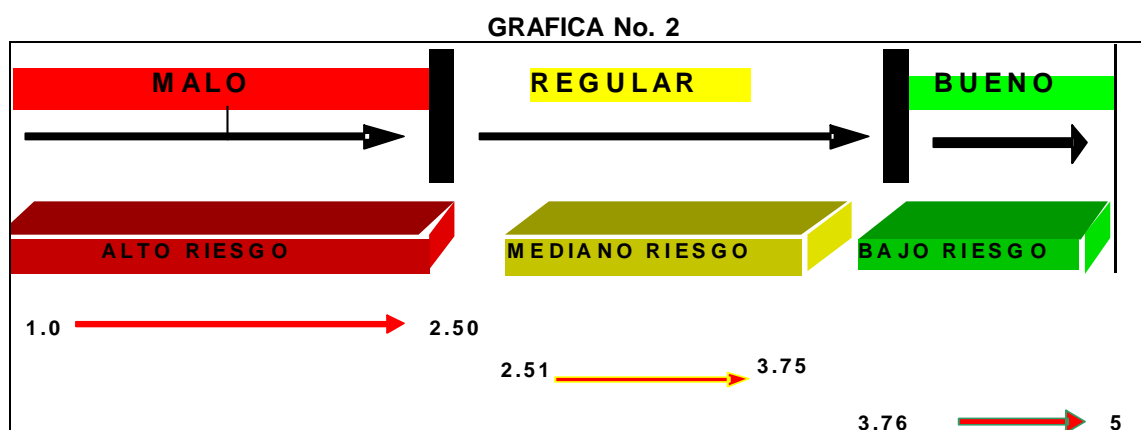 GRAFICA No. 2
MALO REGULAR BUENO
ALTO RIESGO MEDIANO RIESGO BAJO RIESGO
1.0 2.50
2.51 3.75
3.76 5